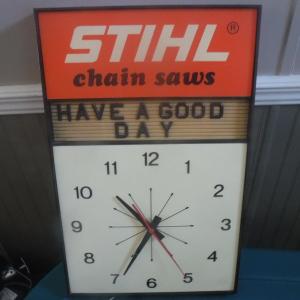 STIHL®
chain saws
HAVE A GOOD
DAY
12
11 1
10 2
9 3
8 4
7 5
6